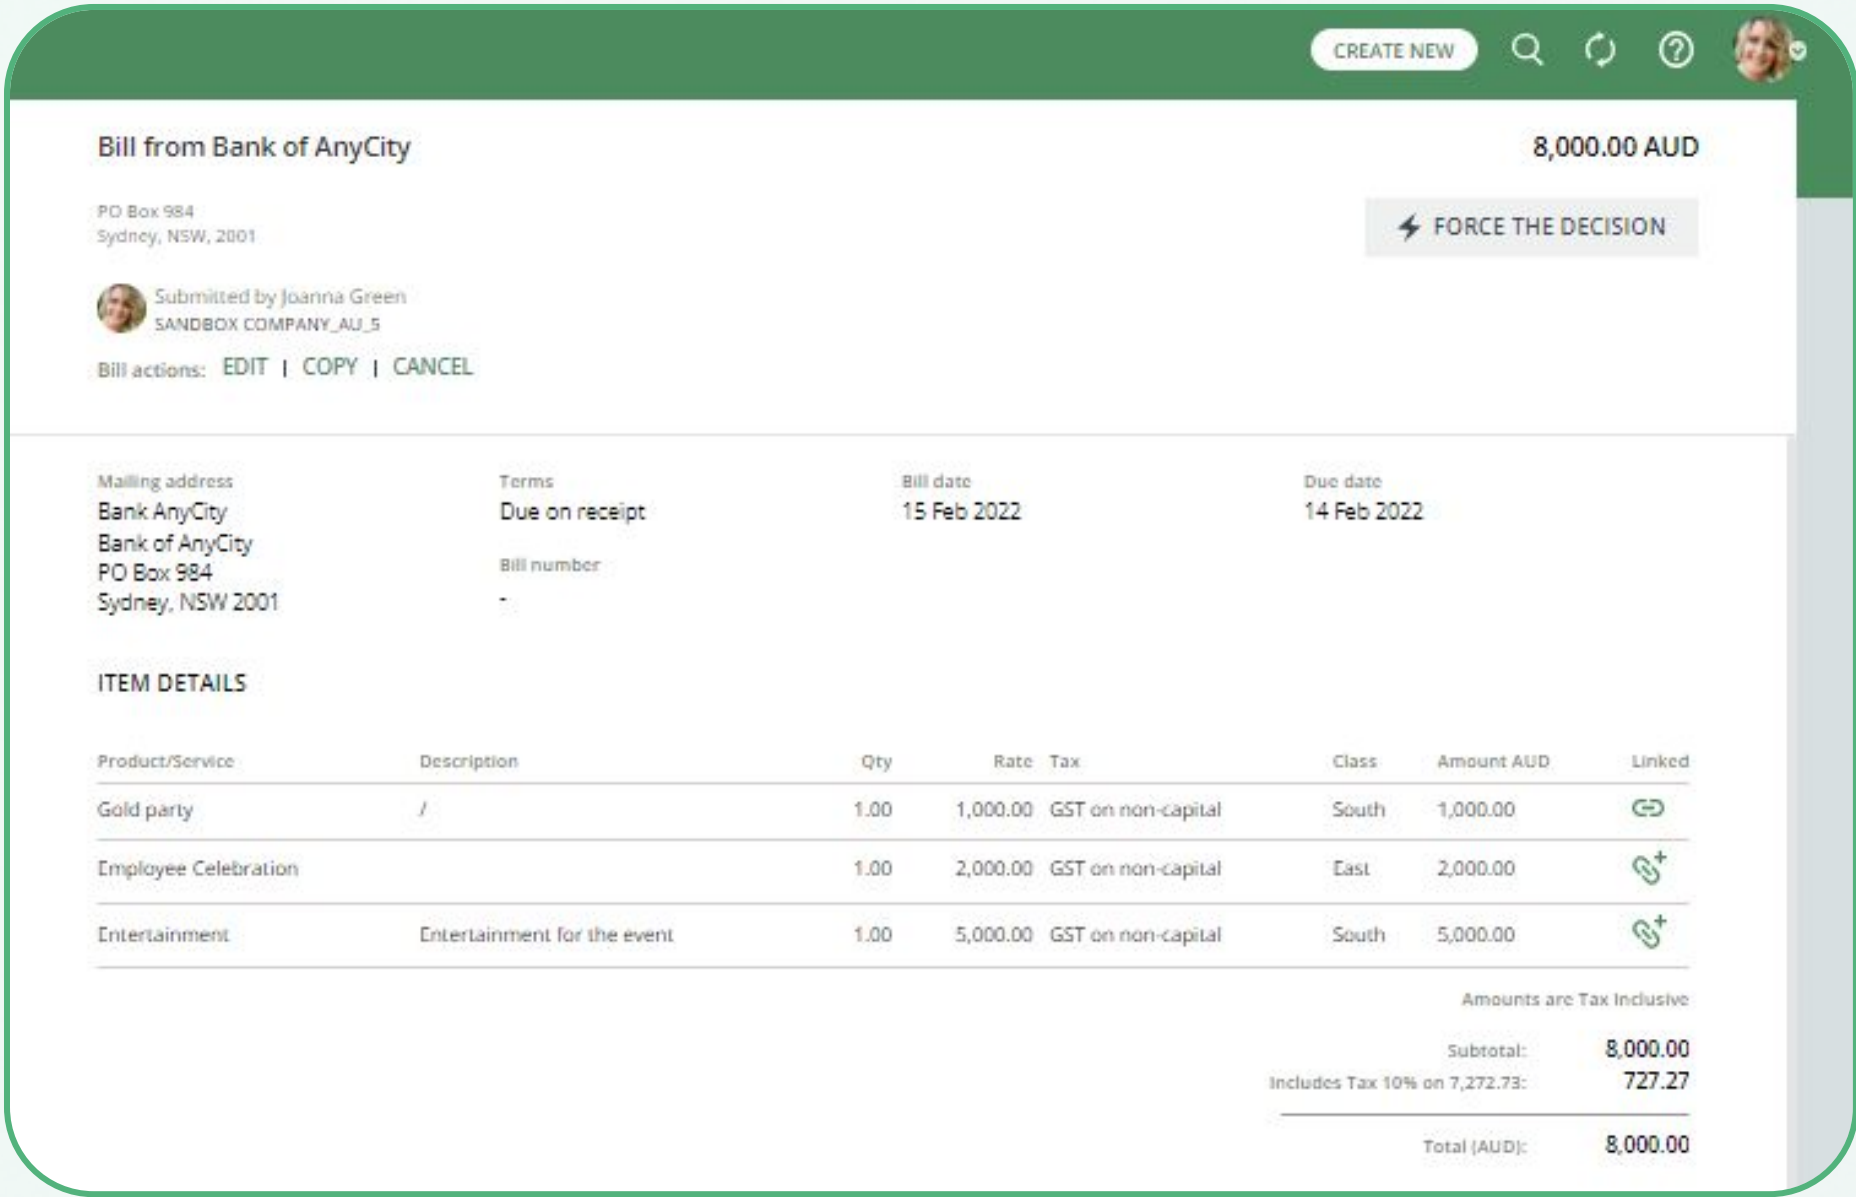 CREATE NEW
Bill from Bank of AnyCity
8,000.00 AUD
PO Box 984
Sydney, NSW, 2001
FORCE THE DECISION
Submitted by Joanna Green
SANDBOX COMPANY_AU_5
Bill actions: EDIT | COPY | CANCEL
Mailing address
Bank AnyCity
Bank of AnyCity
PO Box 984
Sydney, NSW 2001
Terms
Due on receipt
Bill number
-
Bill date
15 Feb 2022
Due date
14 Feb 2022
ITEM DETAILS
Product/Service Description Qty Rate Tax Class Amount AUD Linked
Gold party / 1.00 1,000.00 GST on non-capital South 1,000.00
Employee Celebration 1.00 2,000.00 GST on non-capital East 2,000.00
Entertainment Entertainment for the event 1.00 5,000.00 GST on non-capital South 5,000.00
Amounts are Tax Inclusive
Subtotal: 8,000.00
Includes Tax 10% on 7,272.73: 727.27
Total (AUD): 8,000.00